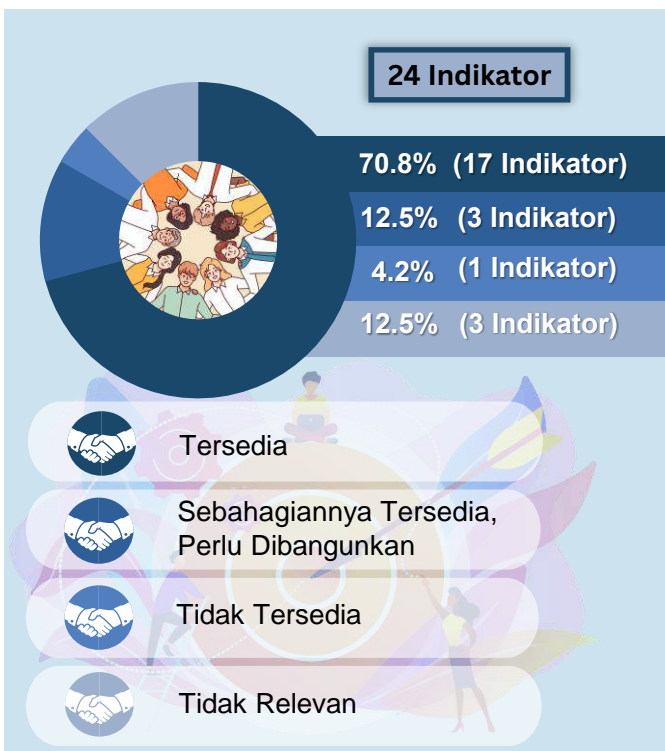 24 Indikator
70.8% (17 Indikator)
12.5% (3 Indikator)
4.2% (1 Indikator)
12.5% (3 Indikator)
Tersedia
Sebahagiannya Tersedia,
Perlu Dibangunkan
Tidak Tersedia
Tidak Relevan